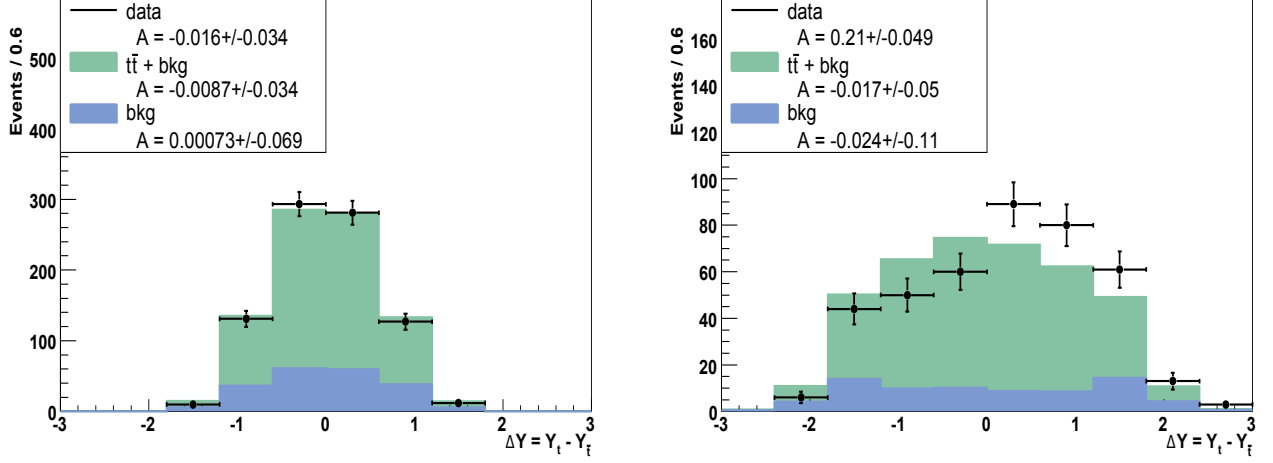 data
A = -0.016+/-0.034
tt̄ + bkg
A = -0.0087+/-0.034
bkg
A = 0.00073+/-0.069
Events / 0.6
500
400
300
200
100
0
-3 -2 -1 0 1 2 3
ΔY = Y_t - Y_t̄
data
A = 0.21+/-0.049
tt̄ + bkg
A = -0.017+/-0.05
bkg
A = -0.024+/-0.11
Events / 0.6
160
140
120
100
80
60
40
20
0
-3 -2 -1 0 1 2 3
ΔY = Y_t - Y_t̄